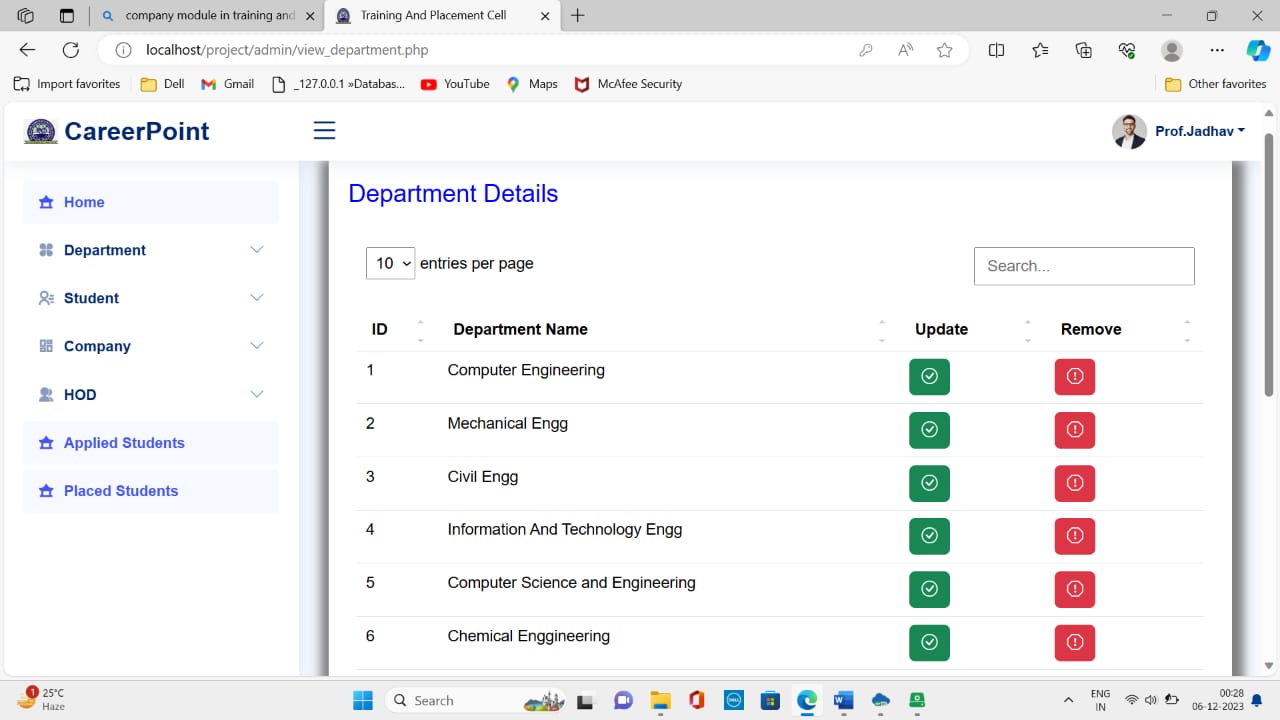 company module in training and
Training And Placement Cell
localhost/project/admin/view_department.php
Import favorites
Dell
Gmail
_127.0.0.1 »Databas...
YouTube
Maps
McAfee Security
Other favorites
CareerPoint
Prof.Jadhav
Home
Department
Student
Company
HOD
Applied Students
Placed Students
Department Details
10 entries per page
Search...
ID Department Name Update Remove
1 Computer Engineering
2 Mechanical Engg
3 Civil Engg
4 Information And Technology Engg
5 Computer Science and Engineering
6 Chemical Enggineering
1
25°C
Haze
Search
DELL
W
ENG
IN
00:28
06-12-2023